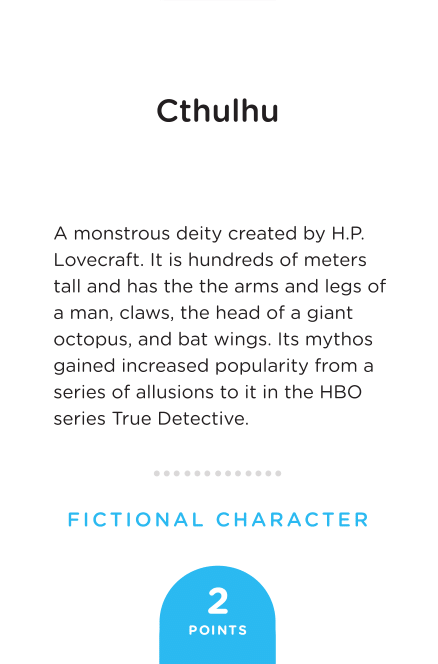 Cthulhu
A monstrous deity created by H.P.
Lovecraft. It is hundreds of meters
tall and has the the arms and legs of
a man, claws, the head of a giant
octopus, and bat wings. Its mythos
gained increased popularity from a
series of allusions to it in the HBO
series True Detective.
FICTIONAL CHARACTER
2
POINTS